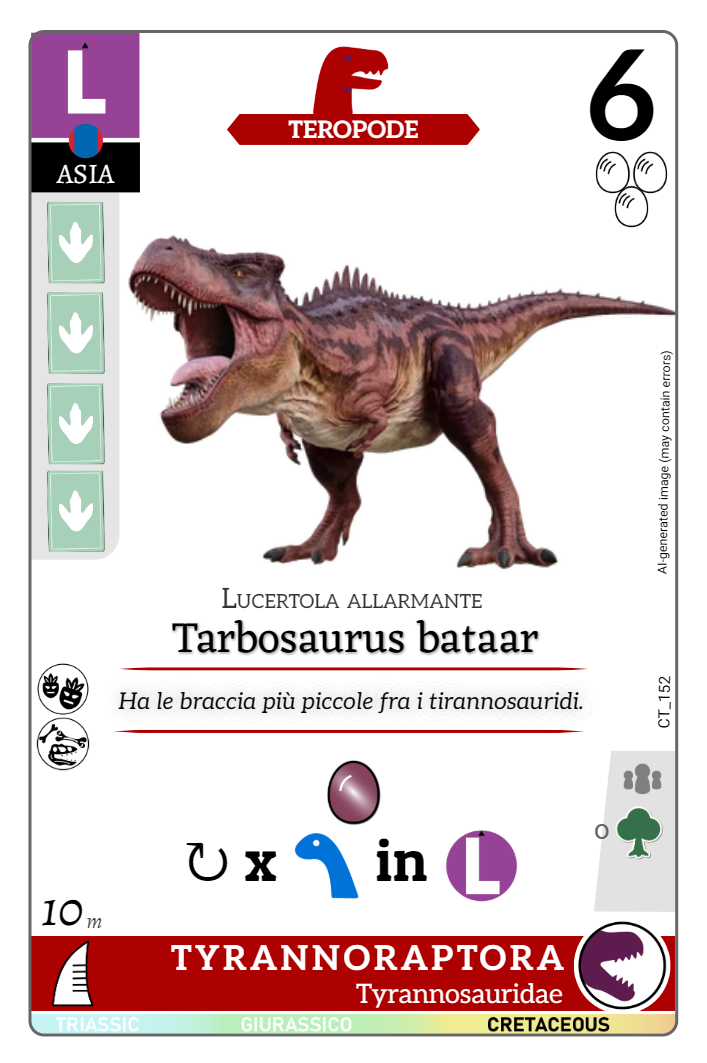 L
6
TEROPODE
ASIA
AI-generated image (may contain errors)
Lucertola allarmante
Tarbosaurus bataar
Ha le braccia più piccole fra i tirannosauridi.
CT_152
o
↻ x in L
10 m
TYRANNORAPTORA
Tyrannosauridae
TRIASSIC GIURASSICO CRETACEOUS